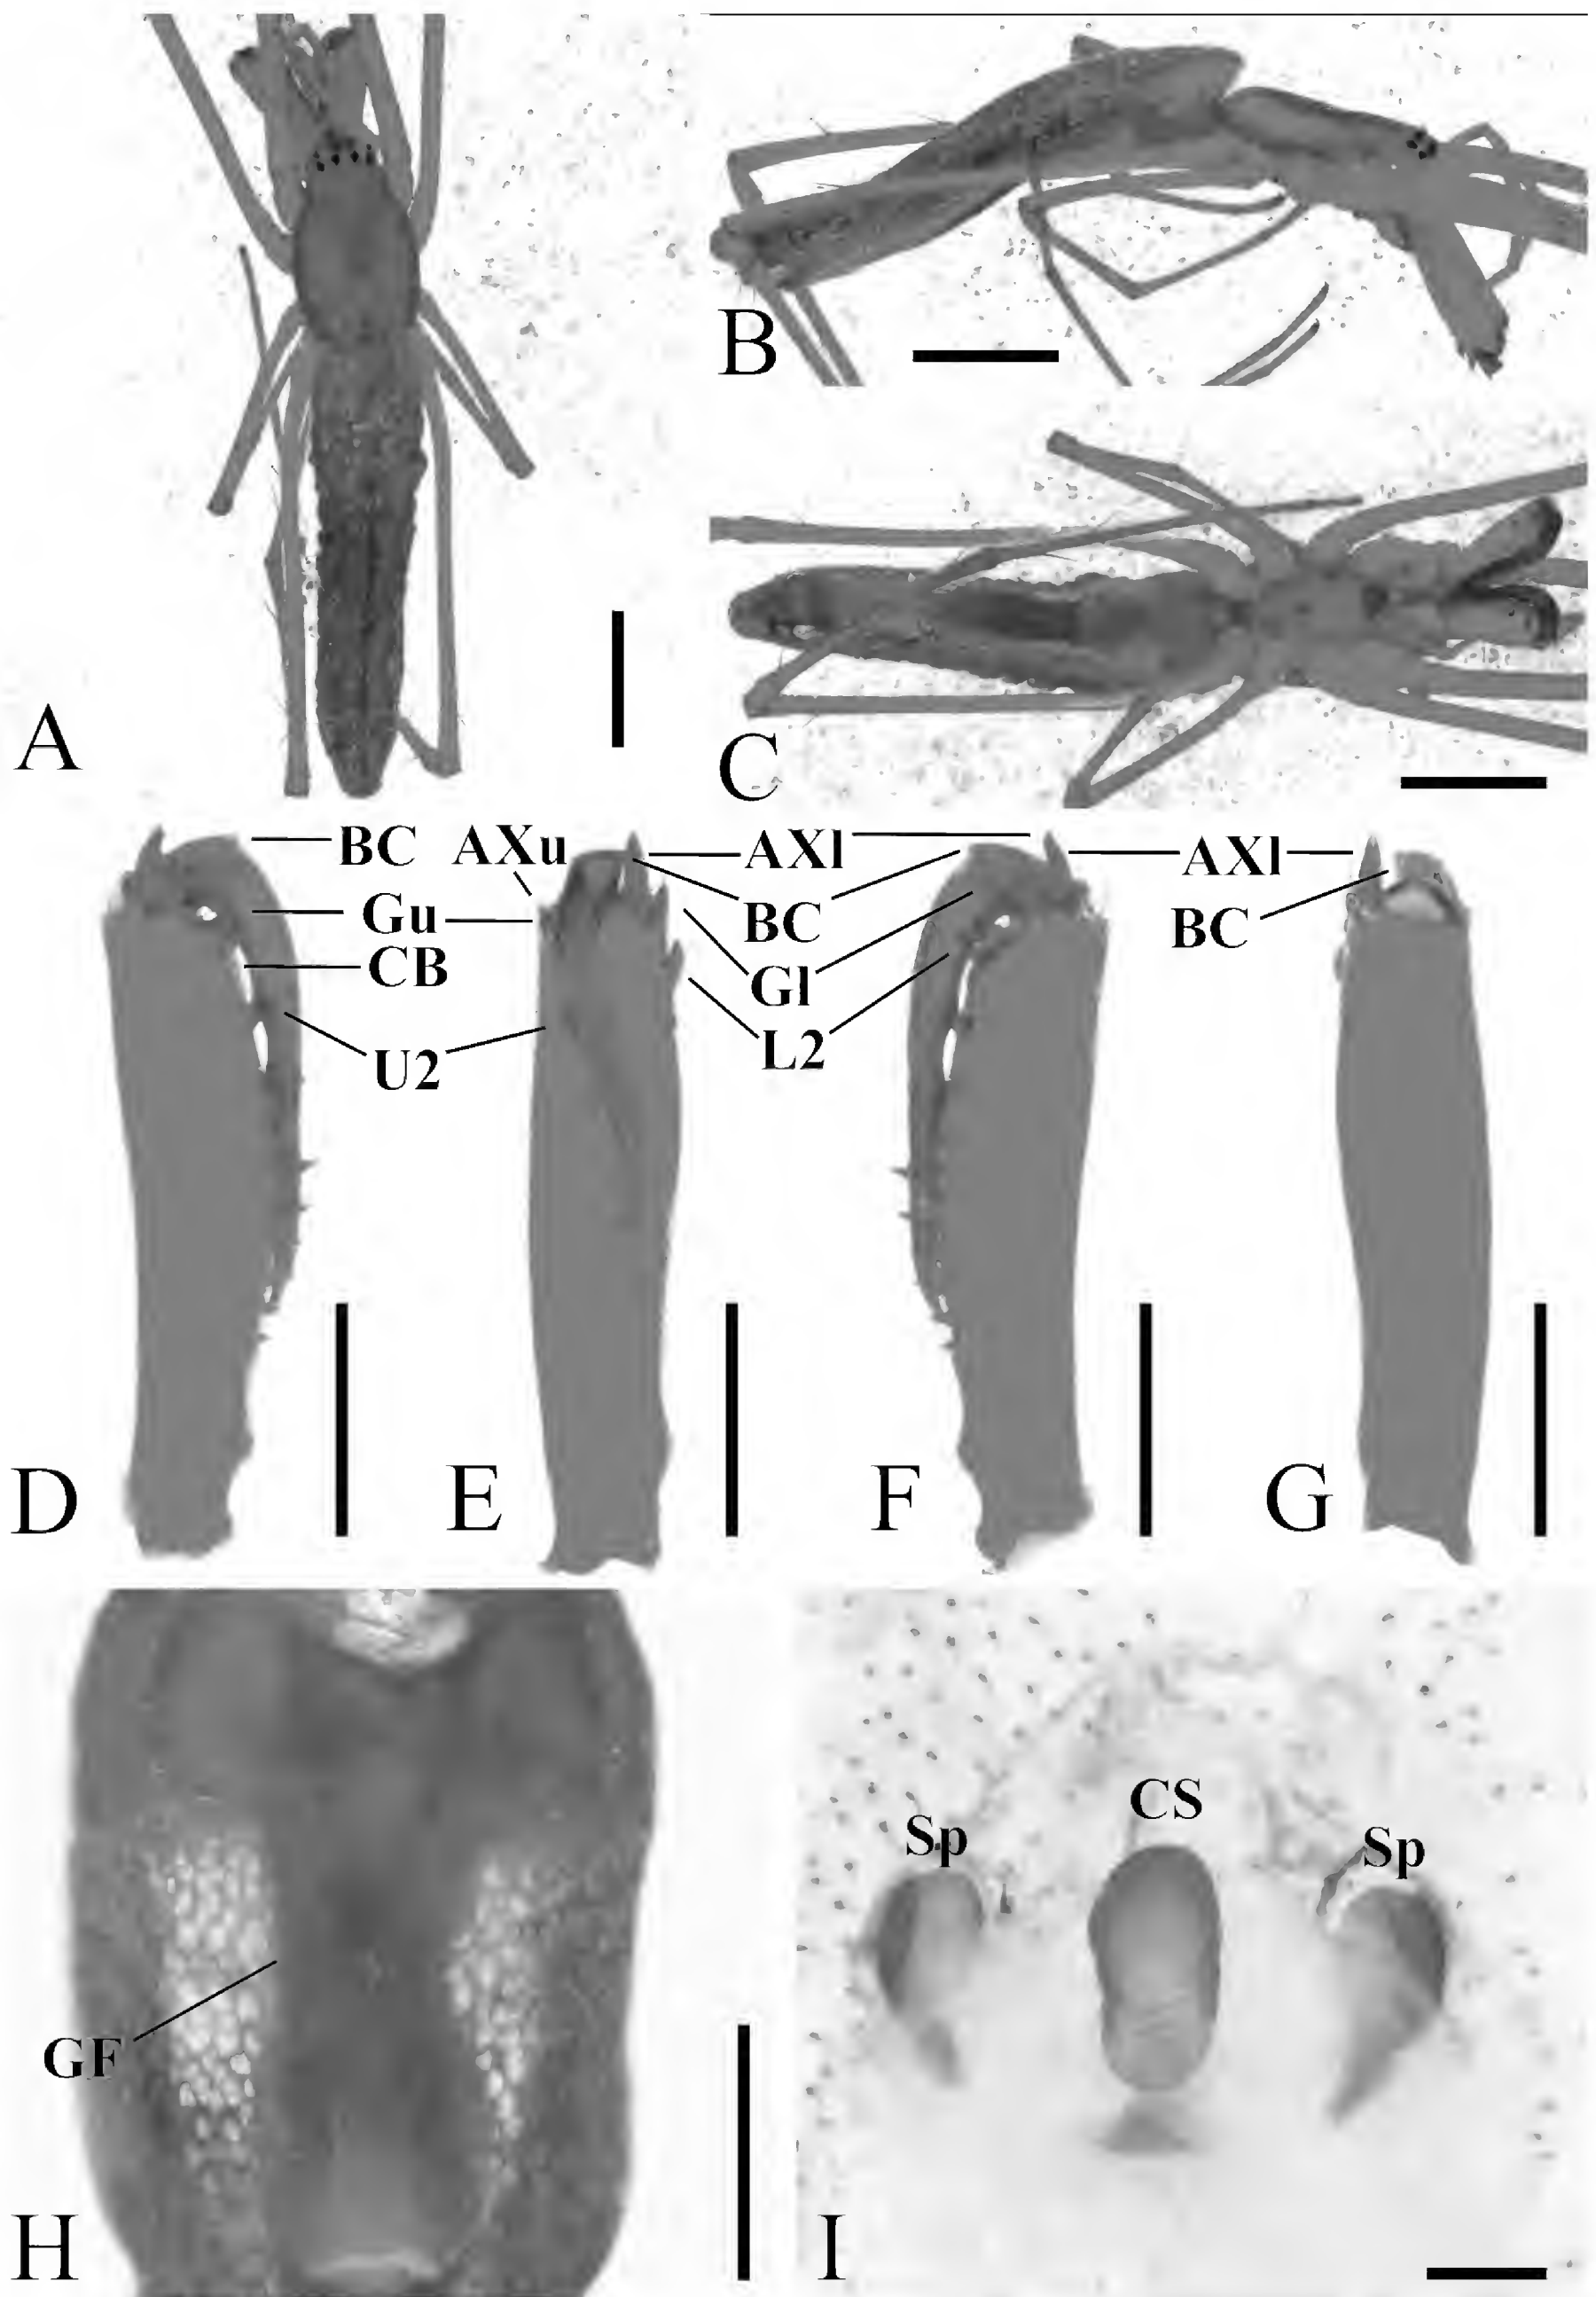 A
B
C
BC AXu AXl AXl
Gu BC BC
CB Gl
U2 L2
D E F G
CS
Sp Sp
GF
H I